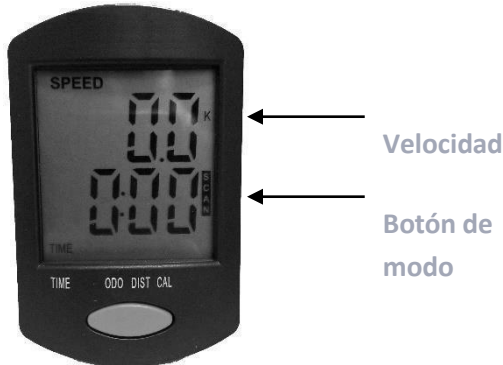 SPEED
0.0 K
Velocidad
0:00 SCAN
Botón de
modo
TIME
TIME ODO DIST CAL